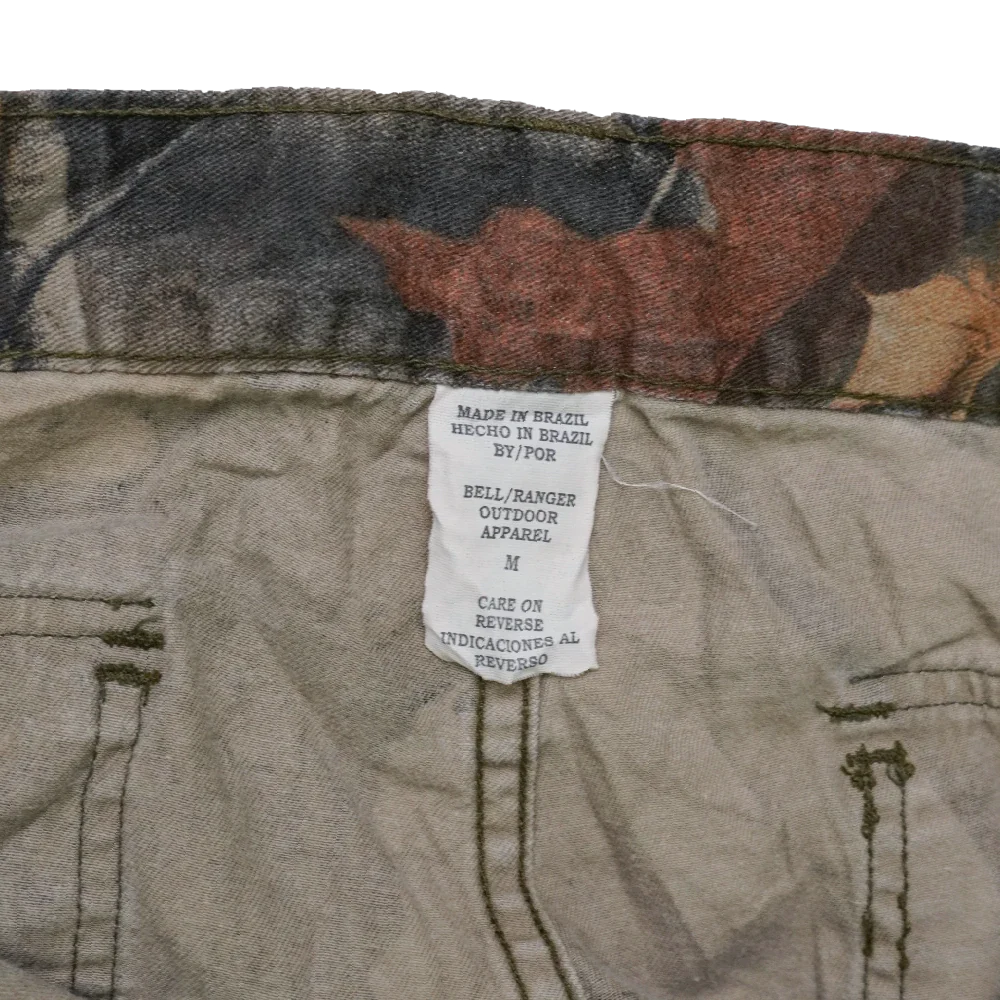 MADE IN BRAZIL
HECHO IN BRAZIL
BY/POR
BELL/RANGER
OUTDOOR
APPAREL
M
CARE ON
REVERSE
INDICACIONES AL
REVERSO